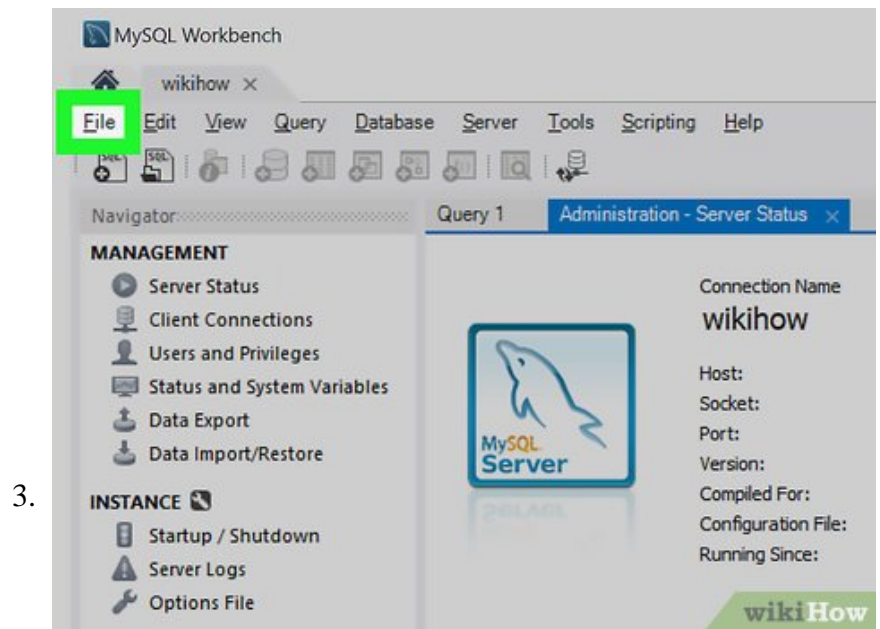 MySQL Workbench
wikihow ×
File Edit View Query Database Server Tools Scripting Help
SQL SQL
Navigator
Query 1 Administration - Server Status ×
MANAGEMENT
Server Status
Client Connections
Users and Privileges
Status and System Variables
Data Export
Data Import/Restore
3.
INSTANCE
Startup / Shutdown
Server Logs
Options File
MySQL
Server
Connection Name
wikihow
Host:
Socket:
Port:
Version:
Compiled For:
Configuration File:
Running Since:
wikiHow